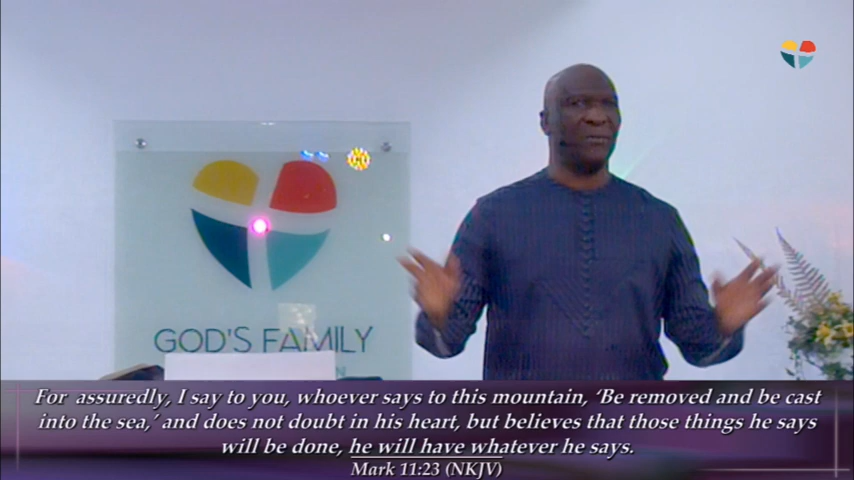 GOD'S FAMILY
For assuredly, I say to you, whoever says to this mountain, ‘Be removed and be cast
into the sea,’ and does not doubt in his heart, but believes that those things he says
will be done, he will have whatever he says.
Mark 11:23 (NKJV)